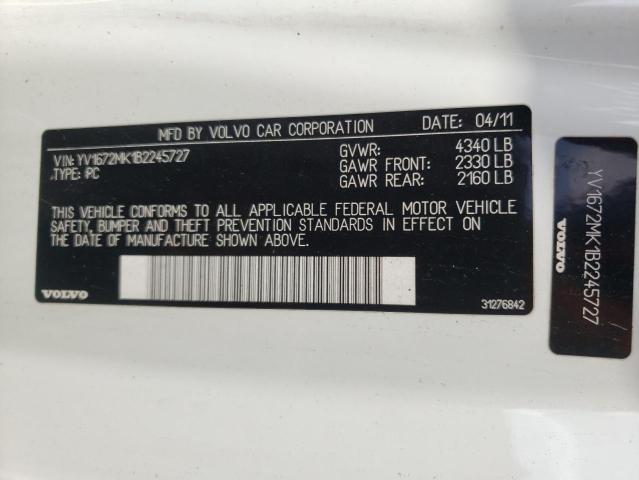 MFD BY VOLVO CAR CORPORATION DATE: 04/11
VIN: YV1672MK1B2245727 GVWR: 4340 LB
TYPE: PC GAWR FRONT: 2330 LB
GAWR REAR: 2160 LB
THIS VEHICLE CONFORMS TO ALL APPLICABLE FEDERAL MOTOR VEHICLE
SAFETY, BUMPER AND THEFT PREVENTION STANDARDS IN EFFECT ON
THE DATE OF MANUFACTURE SHOWN ABOVE.
VOLVO 31276842
YV1672MK1B2245727
VOLVO